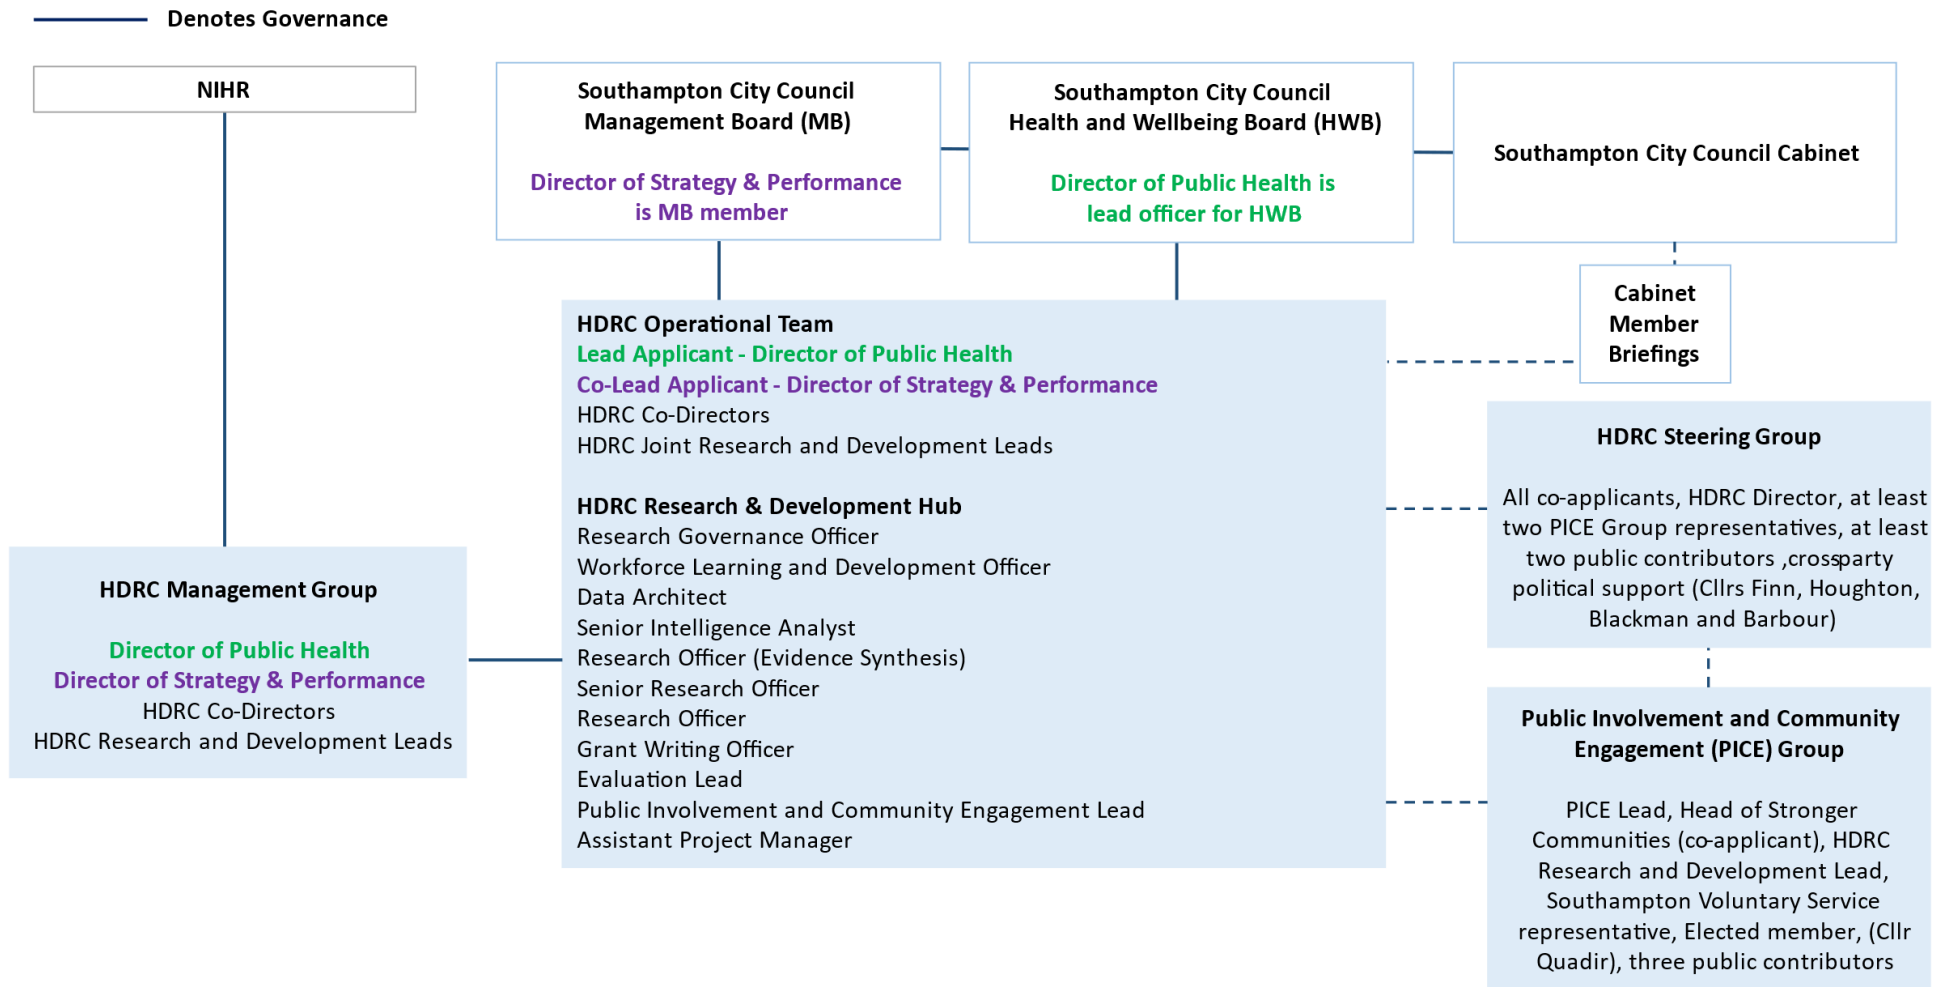 Denotes Governance
NIHR
Southampton City Council
Management Board (MB)
Director of Strategy & Performance
is MB member
Southampton City Council
Health and Wellbeing Board (HWB)
Director of Public Health is
lead officer for HWB
Southampton City Council Cabinet
Cabinet
Member
Briefings
HDRC Operational Team
Lead Applicant - Director of Public Health
Co-Lead Applicant - Director of Strategy & Performance
HDRC Co-Directors
HDRC Joint Research and Development Leads
HDRC Research & Development Hub
Research Governance Officer
Workforce Learning and Development Officer
Data Architect
Senior Intelligence Analyst
Research Officer (Evidence Synthesis)
Senior Research Officer
Research Officer
Grant Writing Officer
Evaluation Lead
Public Involvement and Community Engagement Lead
Assistant Project Manager
HDRC Management Group
Director of Public Health
Director of Strategy & Performance
HDRC Co-Directors
HDRC Research and Development Leads
HDRC Steering Group
All co-applicants, HDRC Director, at least
two PICE Group representatives, at least
two public contributors ,crossparty
political support (Cllrs Finn, Houghton,
Blackman and Barbour)
Public Involvement and Community
Engagement (PICE) Group
PICE Lead, Head of Stronger
Communities (co-applicant), HDRC
Research and Development Lead,
Southampton Voluntary Service
representative, Elected member, (Cllr
Quadir), three public contributors